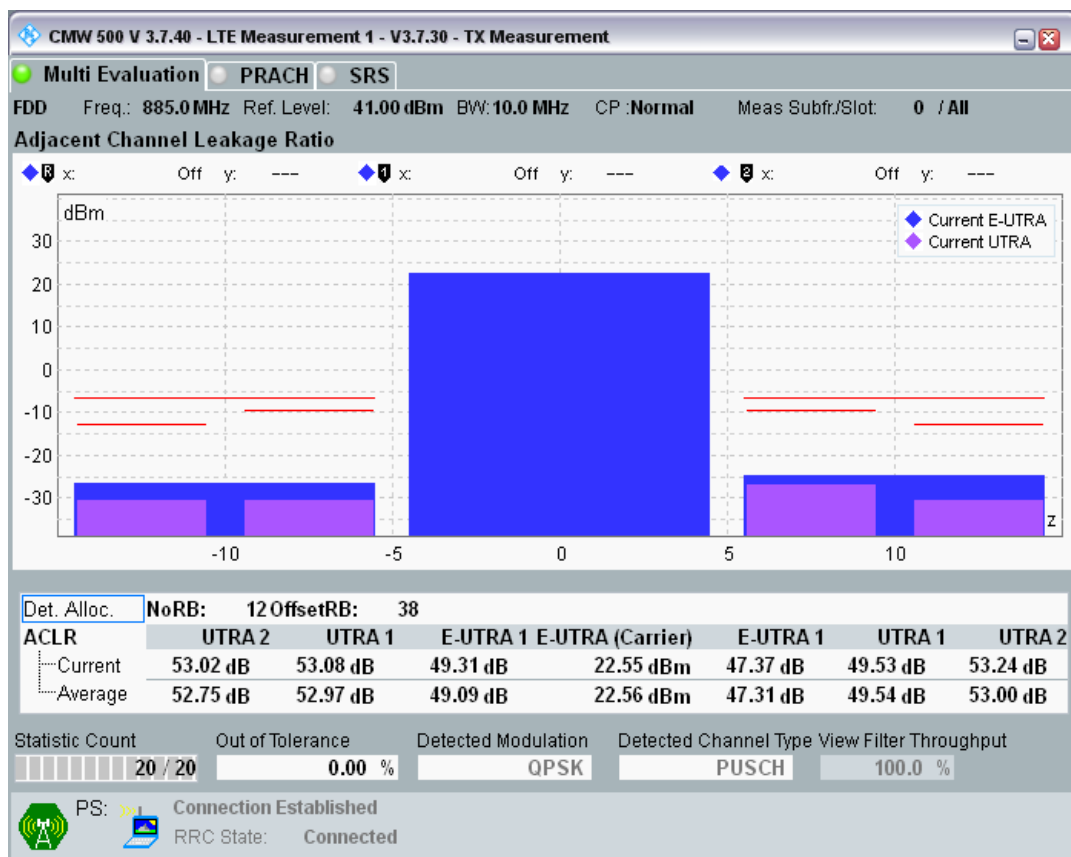 CMW 500 V 3.7.40 - LTE Measurement 1 - V3.7.30 - TX Measurement
Multi Evaluation PRACH SRS
FDD Freq.: 885.0 MHz Ref. Level: 41.00 dBm BW: 10.0 MHz CP :Normal Meas Subfr./Slot: 0 / All
Adjacent Channel Leakage Ratio
R x: Off y: --- 1 x: Off y: --- 2 x: Off y: ---
dBm
Current E-UTRA
Current UTRA
30
20
10
0
-10
-20
-30
z
-10 -5 0 5 10
Det. Alloc. NoRB: 12 OffsetRB: 38
ACLR UTRA 2 UTRA 1 E-UTRA 1 E-UTRA (Carrier) E-UTRA 1 UTRA 1 UTRA 2
Current 53.02 dB 53.08 dB 49.31 dB 22.55 dBm 47.37 dB 49.53 dB 53.24 dB
Average 52.75 dB 52.97 dB 49.09 dB 22.56 dBm 47.31 dB 49.54 dB 53.00 dB
Statistic Count Out of Tolerance Detected Modulation Detected Channel Type View Filter Throughput
20 / 20 0.00 % QPSK PUSCH 100.0 %
PS: Connection Established
RRC State: Connected